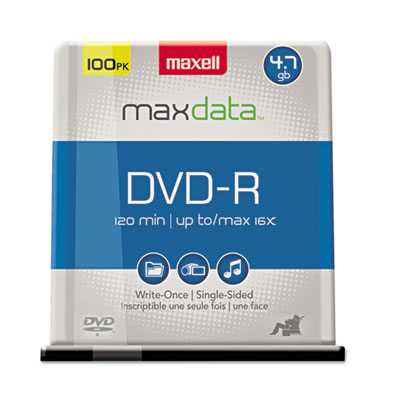 100PK
maxell
4.7
gb
maxdata™
DVD-R
120 min | up to/max 16x
Write-Once | Single-Sided
Inscriptible une seule fois | une face
DVD
R